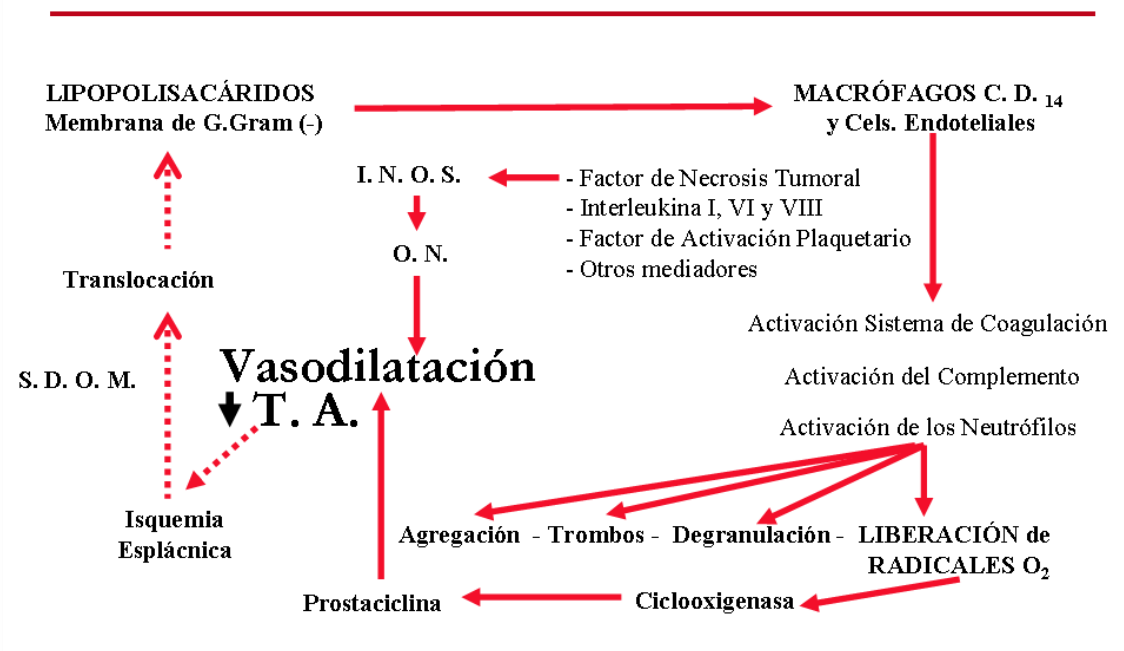 LIPOPOLISACÁRIDOS
Membrana de G.Gram (-)
MACRÓFAGOS C. D. 14
y Cels. Endoteliales
I. N. O. S.
- Factor de Necrosis Tumoral
- Interleukina I, VI y VIII
- Factor de Activación Plaquetario
- Otros mediadores
O. N.
Translocación
Activación Sistema de Coagulación
Activación del Complemento
Activación de los Neutrófilos
S. D. O. M.
Vasodilatación
T. A.
Isquemia
Esplácnica
Agregación - Trombos - Degranulación - LIBERACIÓN de
RADICALES O2
Prostaciclina
Ciclooxigenasa